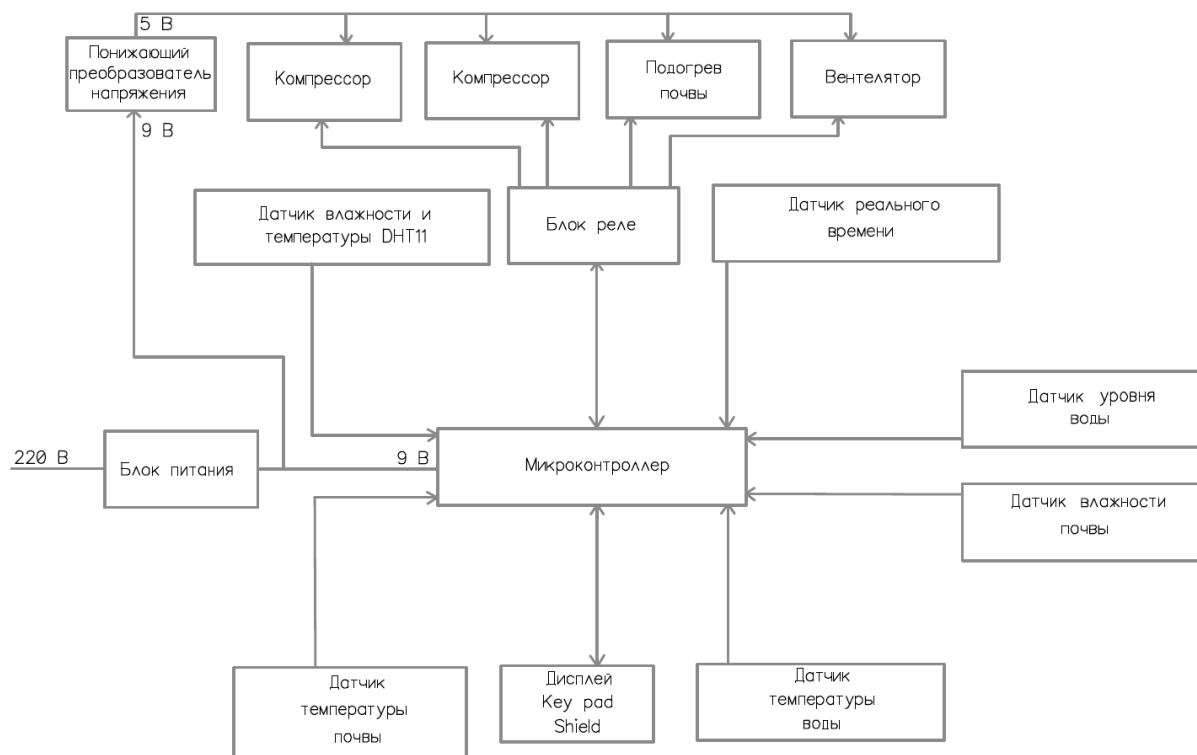 5 В
Понижающий
преобразователь
напряжения
Компрессор
Компрессор
Подогрев
почвы
Вентелятор
9 В
Датчик влажности и
температуры DHT11
Блок реле
Датчик реального
времени
Датчик уровня
воды
220 В
Блок питания
9 В
Микроконтроллер
Датчик влажности
почвы
Датчик
температуры
почвы
Дисплей
Key pad
Shield
Датчик
температуры
воды